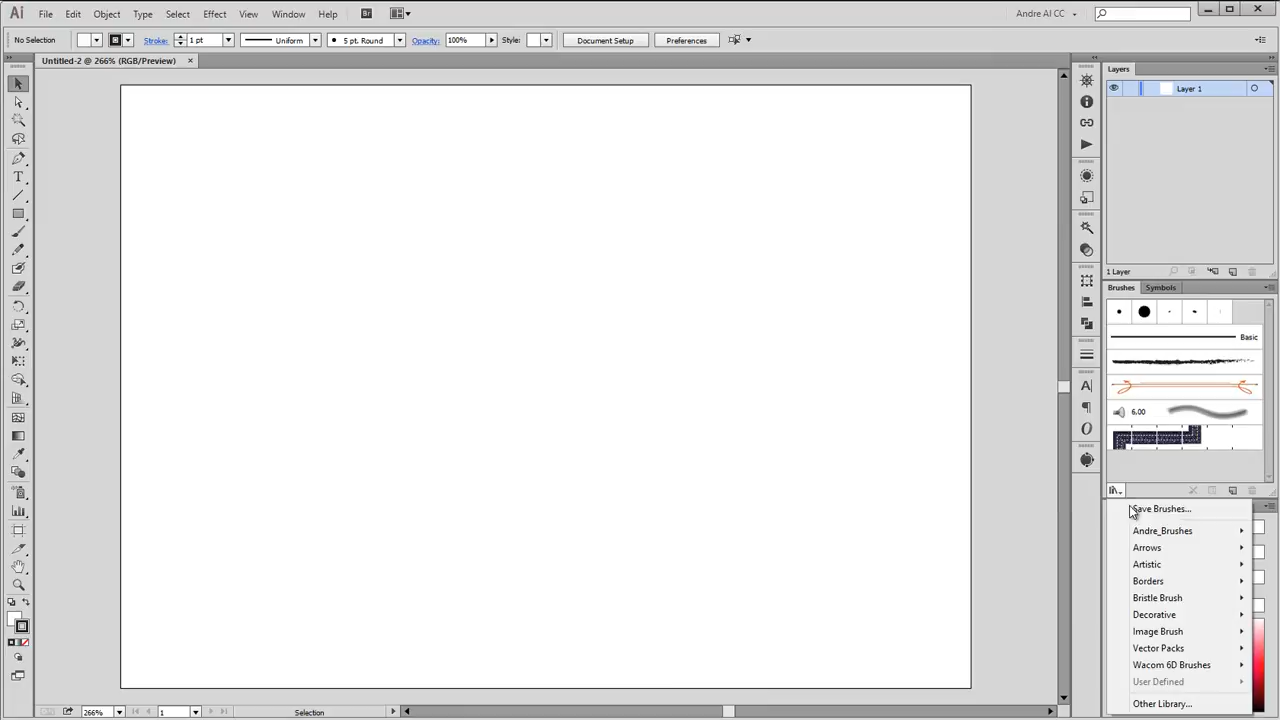 Ai File Edit Object Type Select Effect View Window Help Br Andre AI CC
No Selection Stroke: 1 pt Uniform 5 pt. Round Opacity: 100% Style: Document Setup Preferences
Untitled-2 @ 266% (RGB/Preview)
Layers
Layer 1
1 Layer
Brushes Symbols
Basic
6.00
Save Brushes...
Andre_Brushes
Arrows
Artistic
Borders
Bristle Brush
Decorative
Image Brush
Vector Packs
Wacom 6D Brushes
User Defined
Other Library...
266% 1 Selection